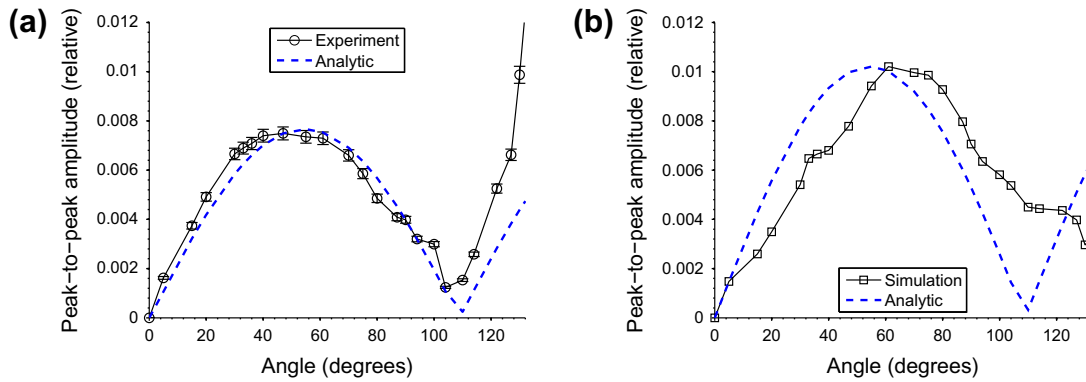 (a)
Peak-to-peak amplitude (relative)
0.012
0.01
0.008
0.006
0.004
0.002
0
0 20 40 60 80 100 120
Angle (degrees)
Experiment
Analytic
(b)
Peak-to-peak amplitude (relative)
0.012
0.01
0.008
0.006
0.004
0.002
0
0 20 40 60 80 100 120
Angle (degrees)
Simulation
Analytic